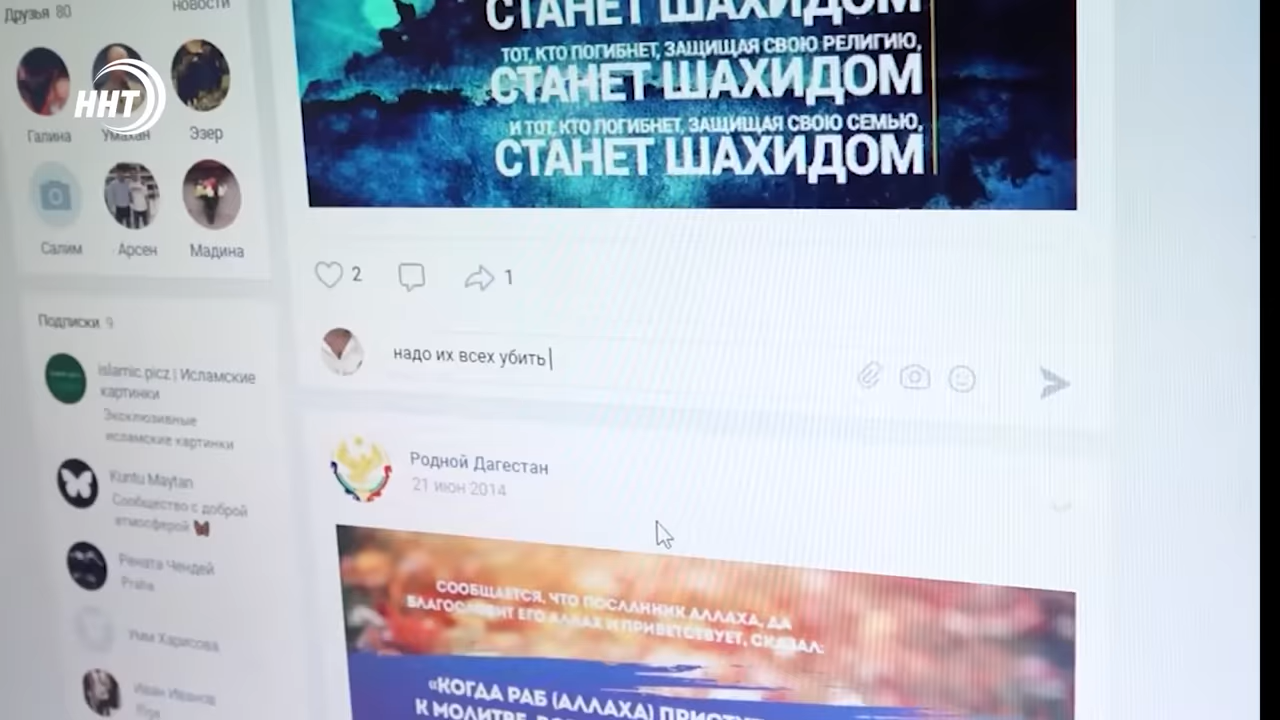 Друзья 80
НОВОСТИ
ННТ
Галина
Умахан
Эзер
Салим
Арсен
Мадина
Подписки 9
islamic.picz | Исламские
картинки
Эксклюзивные
исламские картинки
Kuntu Maytan
Сообщество с доброй
атмосферой
Рената Чендей
Praha
Умм Харисова
Иван Иванов
СТАНЕТ ШАХИДОМ
ТОТ, КТО ПОГИБНЕТ, ЗАЩИЩАЯ СВОЮ РЕЛИГИЮ,
СТАНЕТ ШАХИДОМ
И ТОТ, КТО ПОГИБНЕТ, ЗАЩИЩАЯ СВОЮ СЕМЬЮ,
СТАНЕТ ШАХИДОМ
2
1
надо их всех убить
Родной Дагестан
21 июн 2014
СООБЩАЕТСЯ, ЧТО ПОСЛАННИК АЛЛАХА, ДА
БЛАГОСЛОВИТ ЕГО АЛЛАХ И ПРИВЕТСТВУЕТ, СКАЗАЛ:
«КОГДА РАБ (АЛЛАХА)
К МОЛИТВЕ,